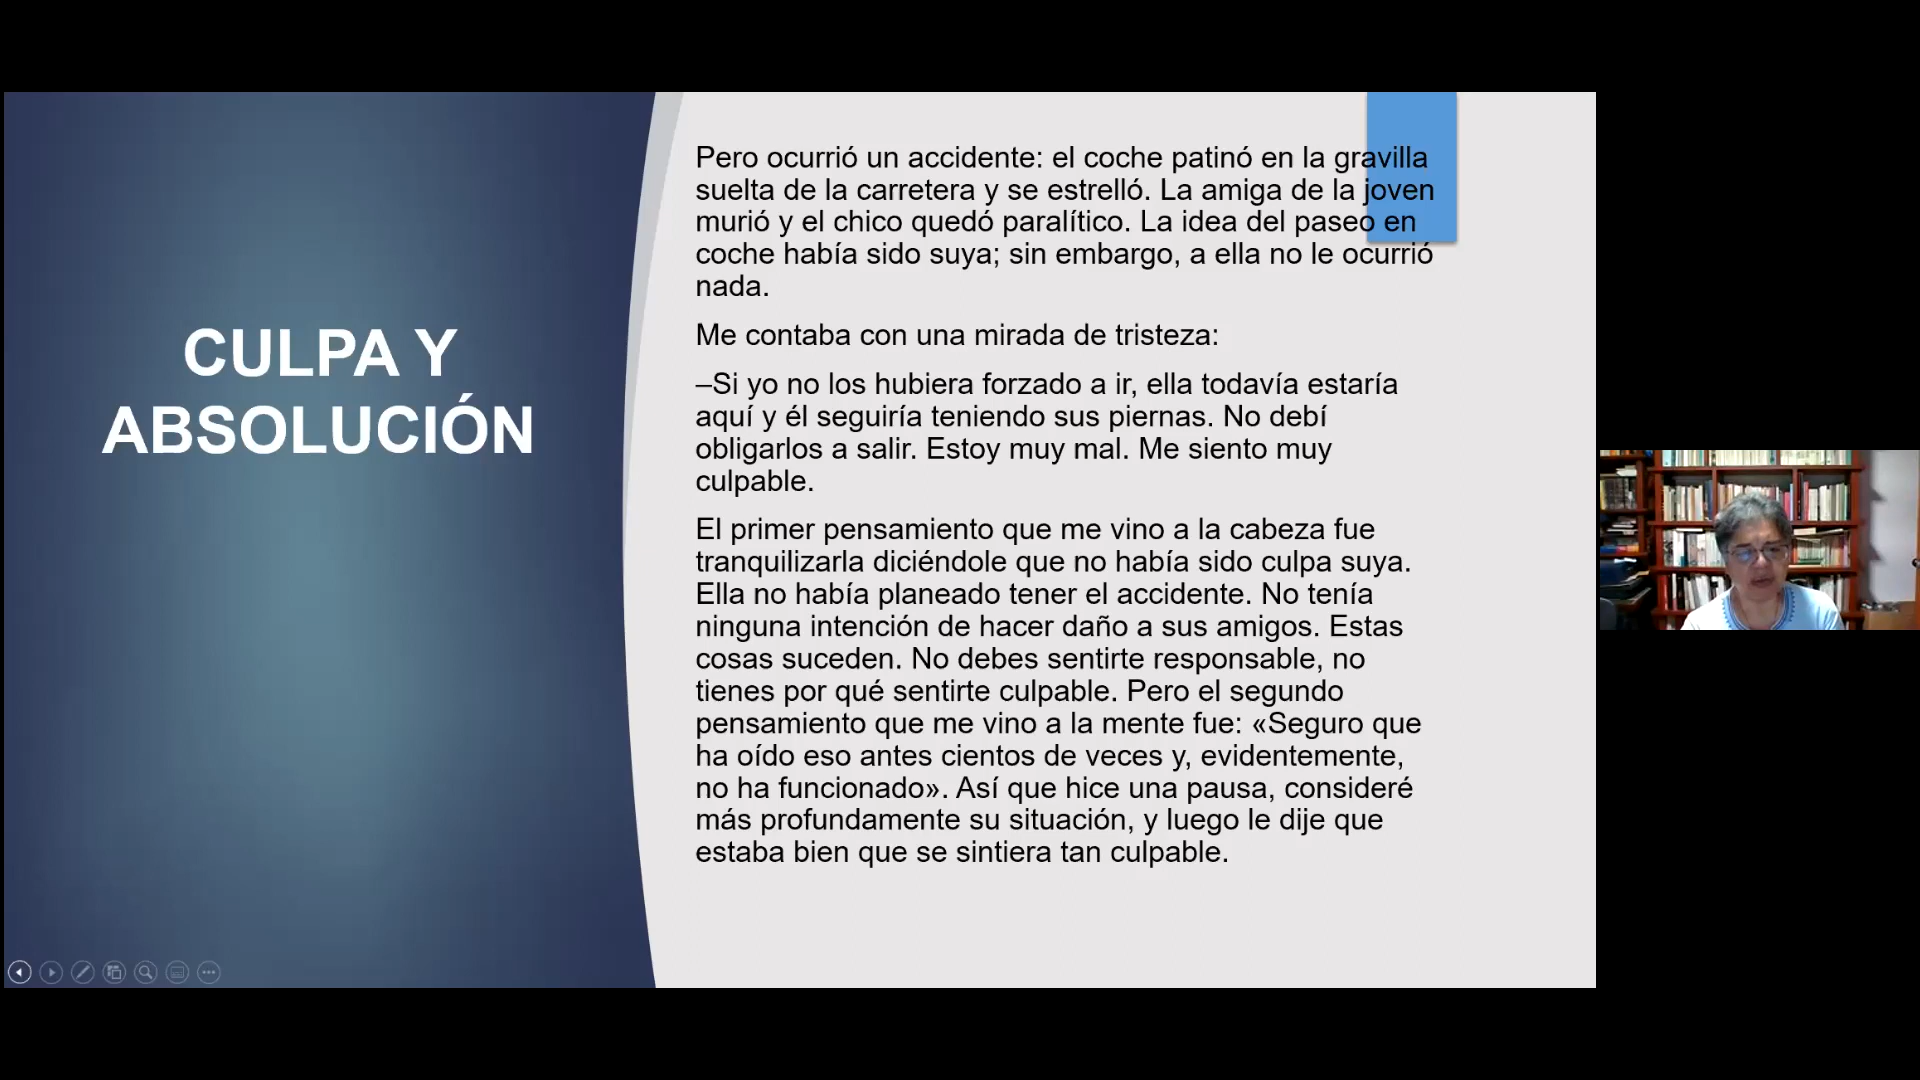 CULPA Y
ABSOLUCIÓN
Pero ocurrió un accidente: el coche patinó en la gravilla
suelta de la carretera y se estrelló. La amiga de la joven
murió y el chico quedó paralítico. La idea del paseo en
coche había sido suya; sin embargo, a ella no le ocurrió
nada.
Me contaba con una mirada de tristeza:
–Si yo no los hubiera forzado a ir, ella todavía estaría
aquí y él seguiría teniendo sus piernas. No debí
obligarlos a salir. Estoy muy mal. Me siento muy
culpable.
El primer pensamiento que me vino a la cabeza fue
tranquilizarla diciéndole que no había sido culpa suya.
Ella no había planeado tener el accidente. No tenía
ninguna intención de hacer daño a sus amigos. Estas
cosas suceden. No debes sentirte responsable, no
tienes por qué sentirte culpable. Pero el segundo
pensamiento que me vino a la mente fue: «Seguro que
ha oído eso antes cientos de veces y, evidentemente,
no ha funcionado». Así que hice una pausa, consideré
más profundamente su situación, y luego le dije que
estaba bien que se sintiera tan culpable.